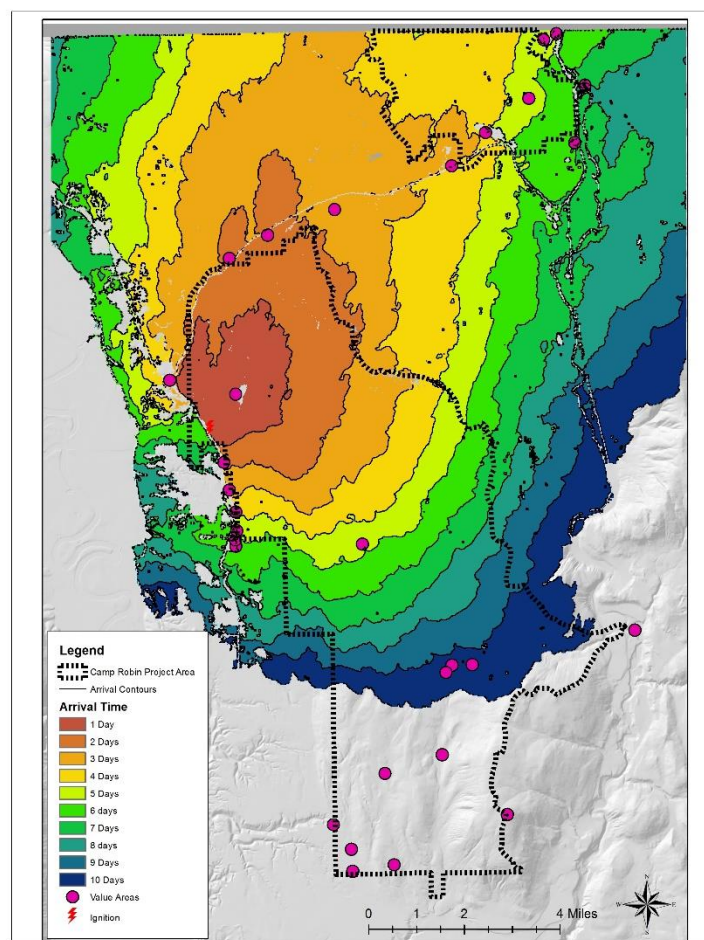 Legend
Camp Robin Project Area
Arrival Contours
Arrival Time
1 Day
2 Days
3 Days
4 Days
5 Days
6 days
7 Days
8 days
9 Days
10 Days
Value Areas
Ignition
0 2 4 Miles
N
W E
S